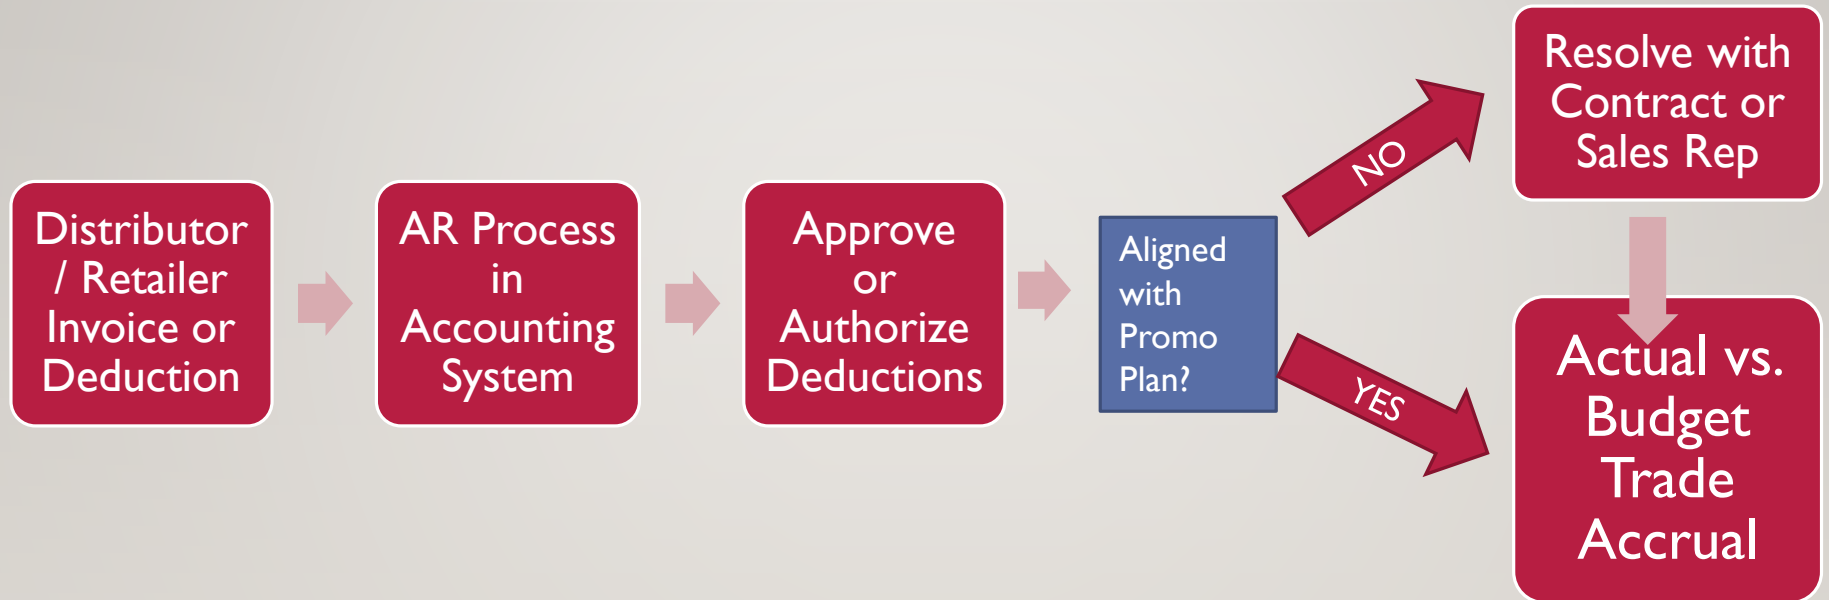 Distributor
/ Retailer
Invoice or
Deduction
AR Process
in
Accounting
System
Approve
or
Authorize
Deductions
Aligned
with
Promo
Plan?
NO
YES
Resolve with
Contract or
Sales Rep
Actual vs.
Budget
Trade
Accrual